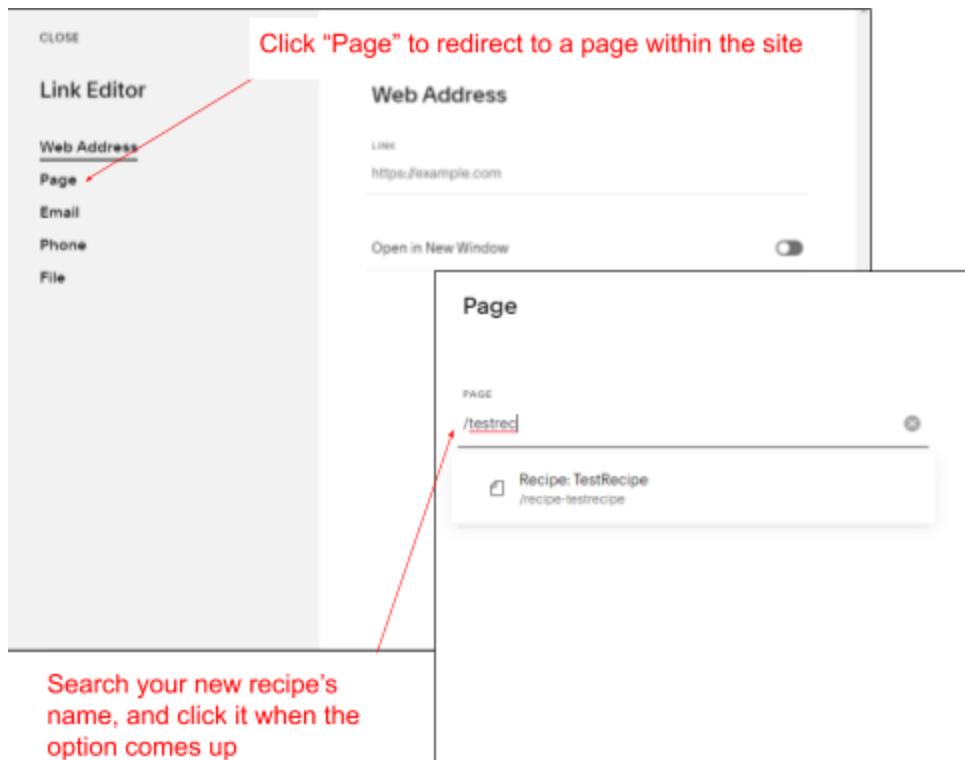 CLOSE
Click “Page” to redirect to a page within the site
Link Editor
Web Address
Page
Email
Phone
File
Web Address
LINK
https://example.com
Open in New Window
Page
PAGE
/testrec
Recipe: TestRecipe
/recipe-testrecipe
Search your new recipe’s
name, and click it when the
option comes up